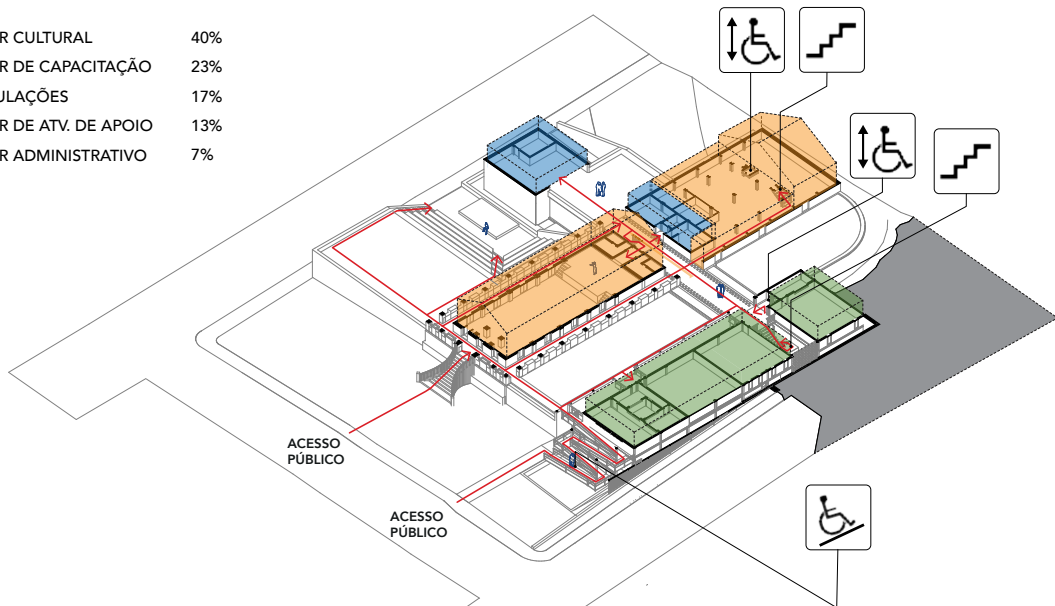 R CULTURAL 40%
R DE CAPACITAÇÃO 23%
ULAÇÕES 17%
R DE ATV. DE APOIO 13%
R ADMINISTRATIVO 7%
ACESSO
PÚBLICO
ACESSO
PÚBLICO